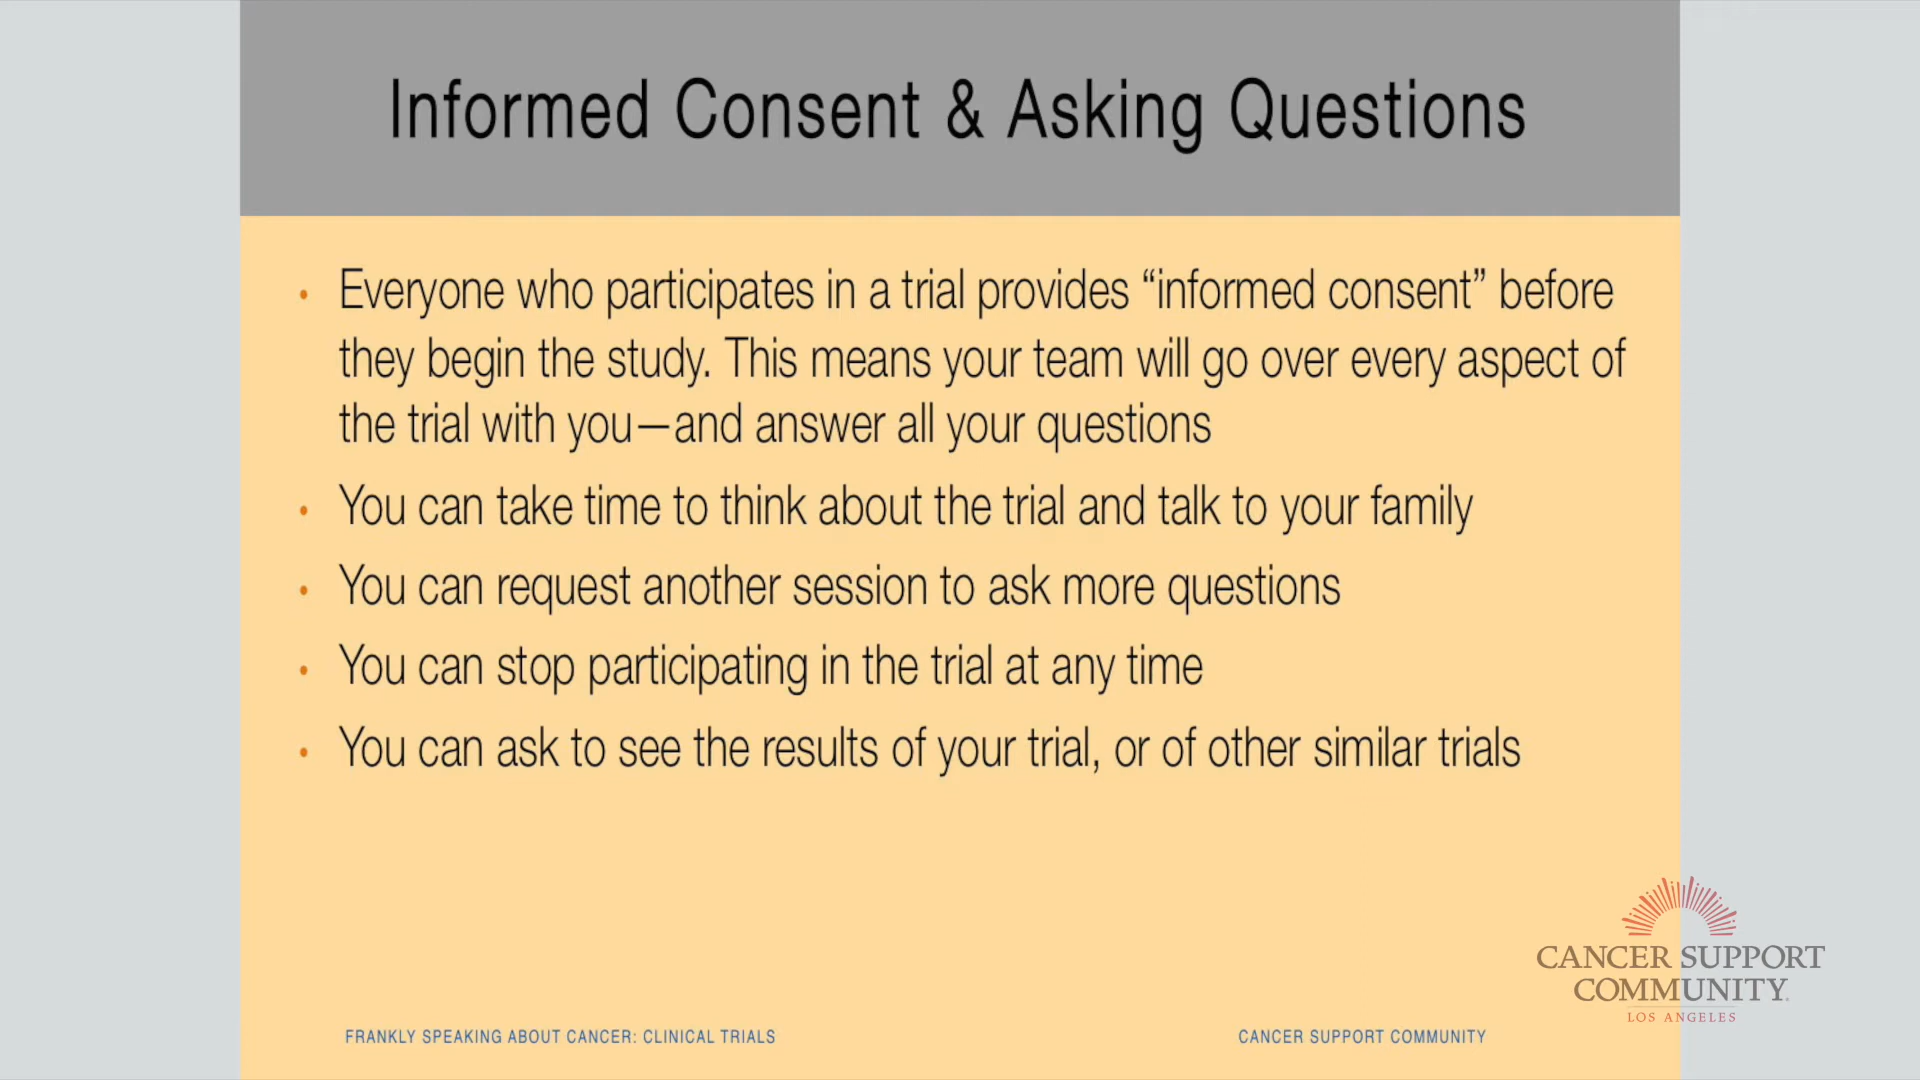 Informed Consent & Asking Questions
• Everyone who participates in a trial provides “informed consent” before
they begin the study. This means your team will go over every aspect of
the trial with you—and answer all your questions
• You can take time to think about the trial and talk to your family
• You can request another session to ask more questions
• You can stop participating in the trial at any time
• You can ask to see the results of your trial, or of other similar trials
CANCER SUPPORT
COMMUNITY
LOS ANGELES
FRANKLY SPEAKING ABOUT CANCER: CLINICAL TRIALS
CANCER SUPPORT COMMUNITY